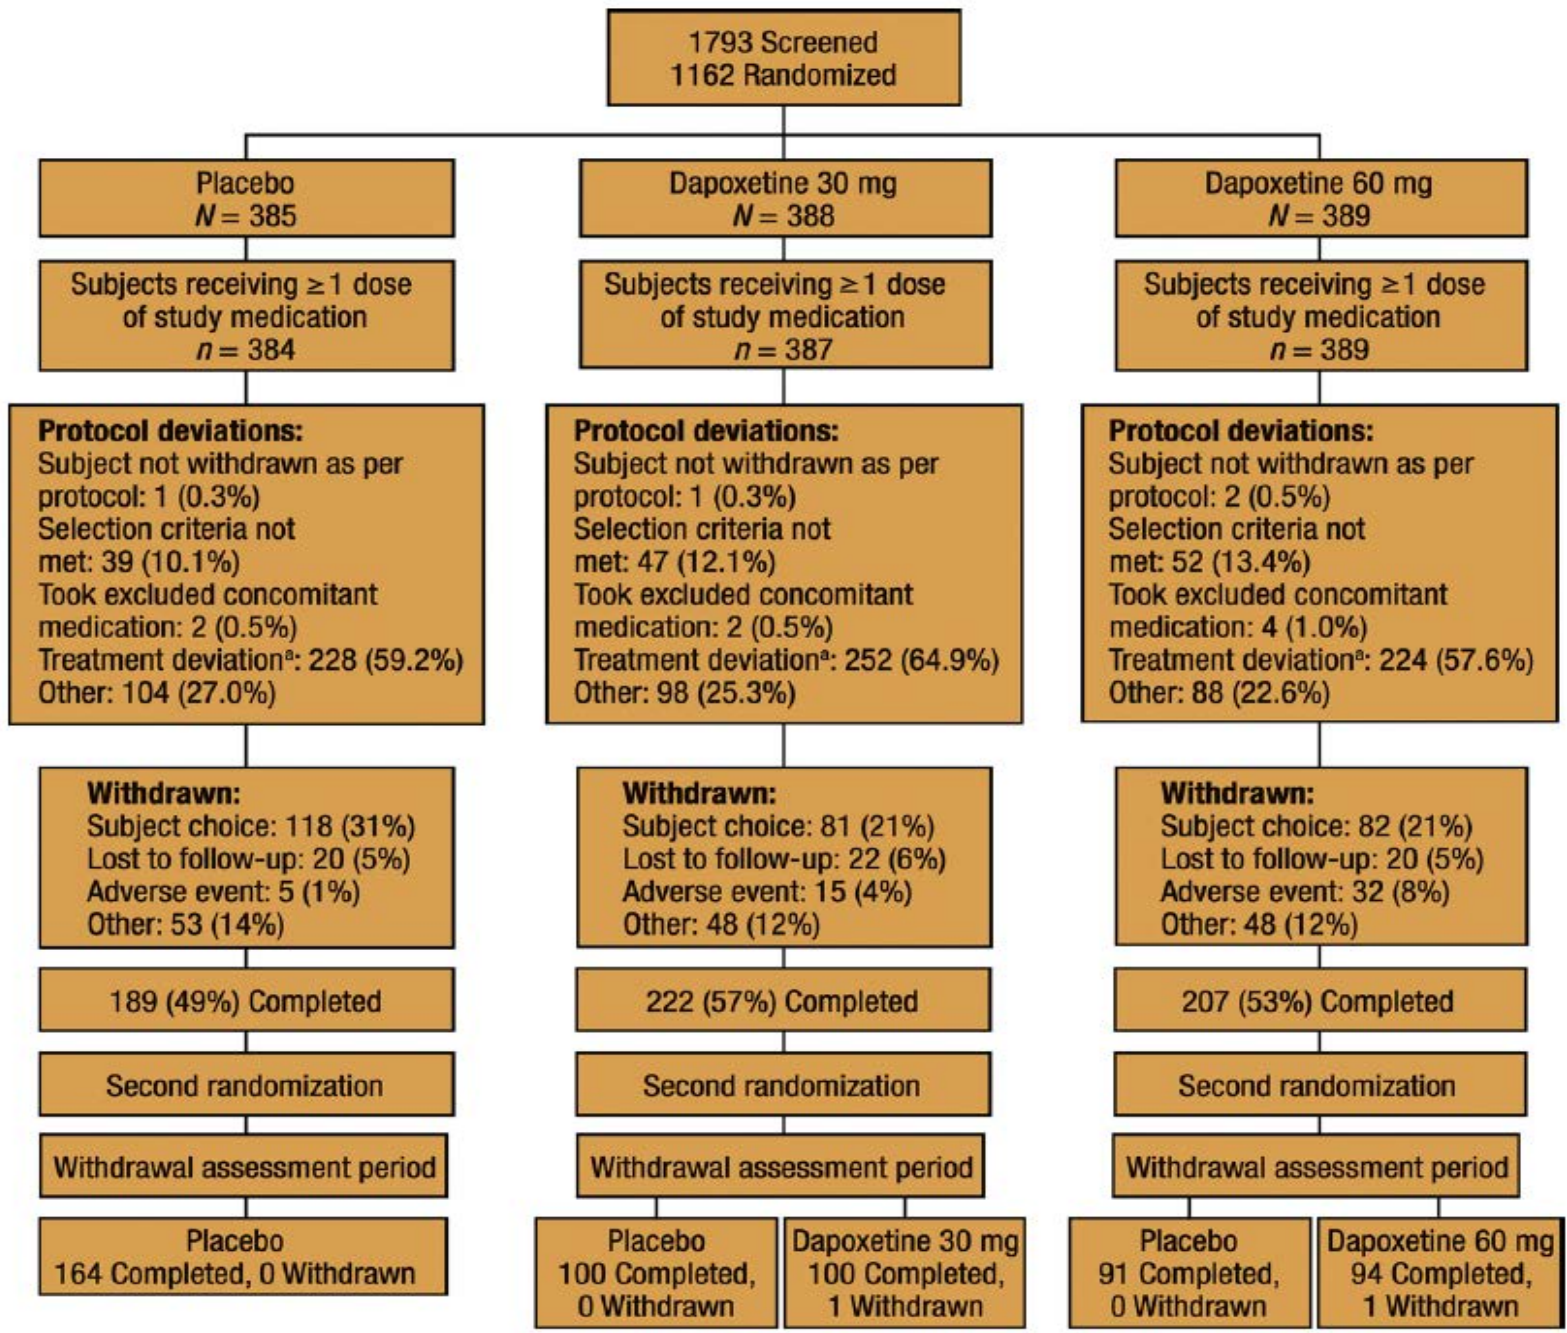 1793 Screened
1162 Randomized
Placebo
N = 385
Dapoxetine 30 mg
N = 388
Dapoxetine 60 mg
N = 389
Subjects receiving ≥1 dose
of study medication
n = 384
Subjects receiving ≥1 dose
of study medication
n = 387
Subjects receiving ≥1 dose
of study medication
n = 389
Protocol deviations:
Subject not withdrawn as per
protocol: 1 (0.3%)
Selection criteria not
met: 39 (10.1%)
Took excluded concomitant
medication: 2 (0.5%)
Treatment deviationᵃ: 228 (59.2%)
Other: 104 (27.0%)
Protocol deviations:
Subject not withdrawn as per
protocol: 1 (0.3%)
Selection criteria not
met: 47 (12.1%)
Took excluded concomitant
medication: 2 (0.5%)
Treatment deviationᵃ: 252 (64.9%)
Other: 98 (25.3%)
Protocol deviations:
Subject not withdrawn as per
protocol: 2 (0.5%)
Selection criteria not
met: 52 (13.4%)
Took excluded concomitant
medication: 4 (1.0%)
Treatment deviationᵃ: 224 (57.6%)
Other: 88 (22.6%)
Withdrawn:
Subject choice: 118 (31%)
Lost to follow-up: 20 (5%)
Adverse event: 5 (1%)
Other: 53 (14%)
Withdrawn:
Subject choice: 81 (21%)
Lost to follow-up: 22 (6%)
Adverse event: 15 (4%)
Other: 48 (12%)
Withdrawn:
Subject choice: 82 (21%)
Lost to follow-up: 20 (5%)
Adverse event: 32 (8%)
Other: 48 (12%)
189 (49%) Completed
222 (57%) Completed
207 (53%) Completed
Second randomization
Second randomization
Second randomization
Withdrawal assessment period
Withdrawal assessment period
Withdrawal assessment period
Placebo
164 Completed, 0 Withdrawn
Placebo
100 Completed,
0 Withdrawn
Dapoxetine 30 mg
100 Completed,
1 Withdrawn
Placebo
91 Completed,
0 Withdrawn
Dapoxetine 60 mg
94 Completed,
1 Withdrawn